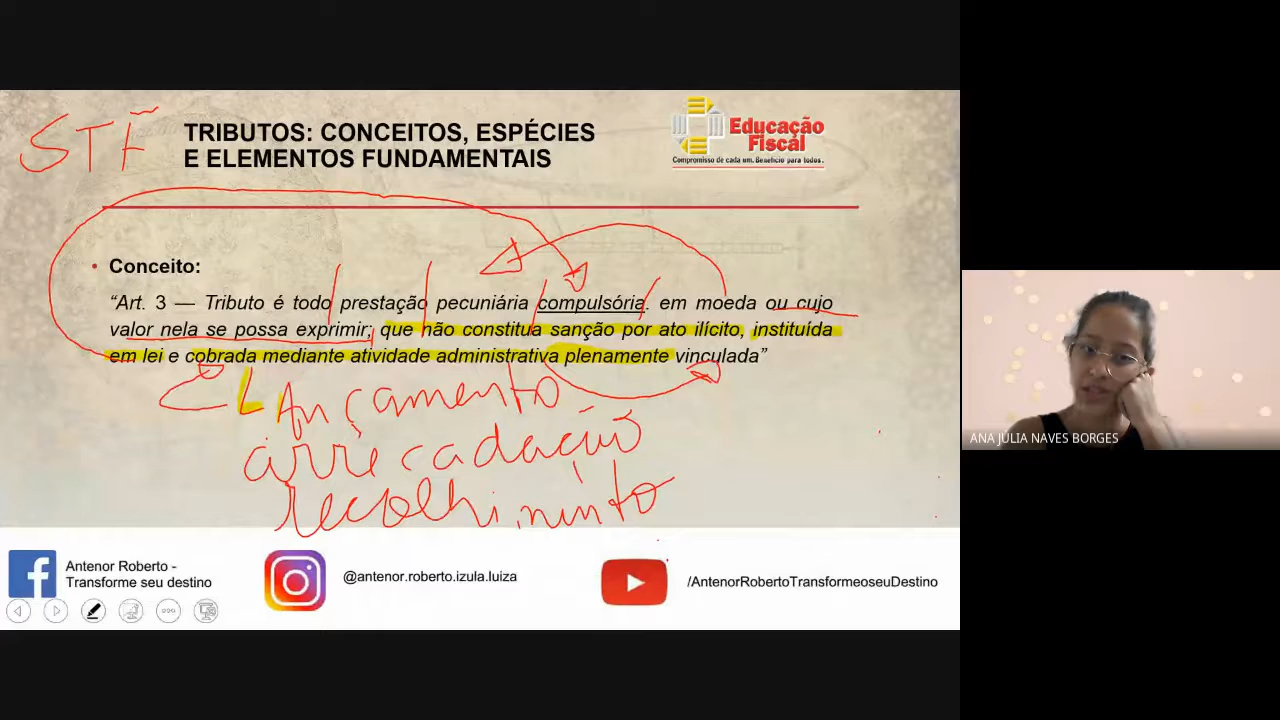 STF
TRIBUTOS: CONCEITOS, ESPÉCIES
E ELEMENTOS FUNDAMENTAIS
Educação
Fiscal
Compromisso de cada um. Benefício para todos.
• Conceito:
“Art. 3 — Tributo é todo prestação pecuniária compulsória. em moeda ou cujo
valor nela se possa exprimir; que não constitua sanção por ato ilícito, instituída
em lei e cobrada mediante atividade administrativa plenamente vinculada”
Lançamento
arrecadação
recolhimento
Antenor Roberto -
Transforme seu destino
@antenor.roberto.izula.luiza
/AntenorRobertoTransformeoseuDestino
ANA JÚLIA NAVES BORGES